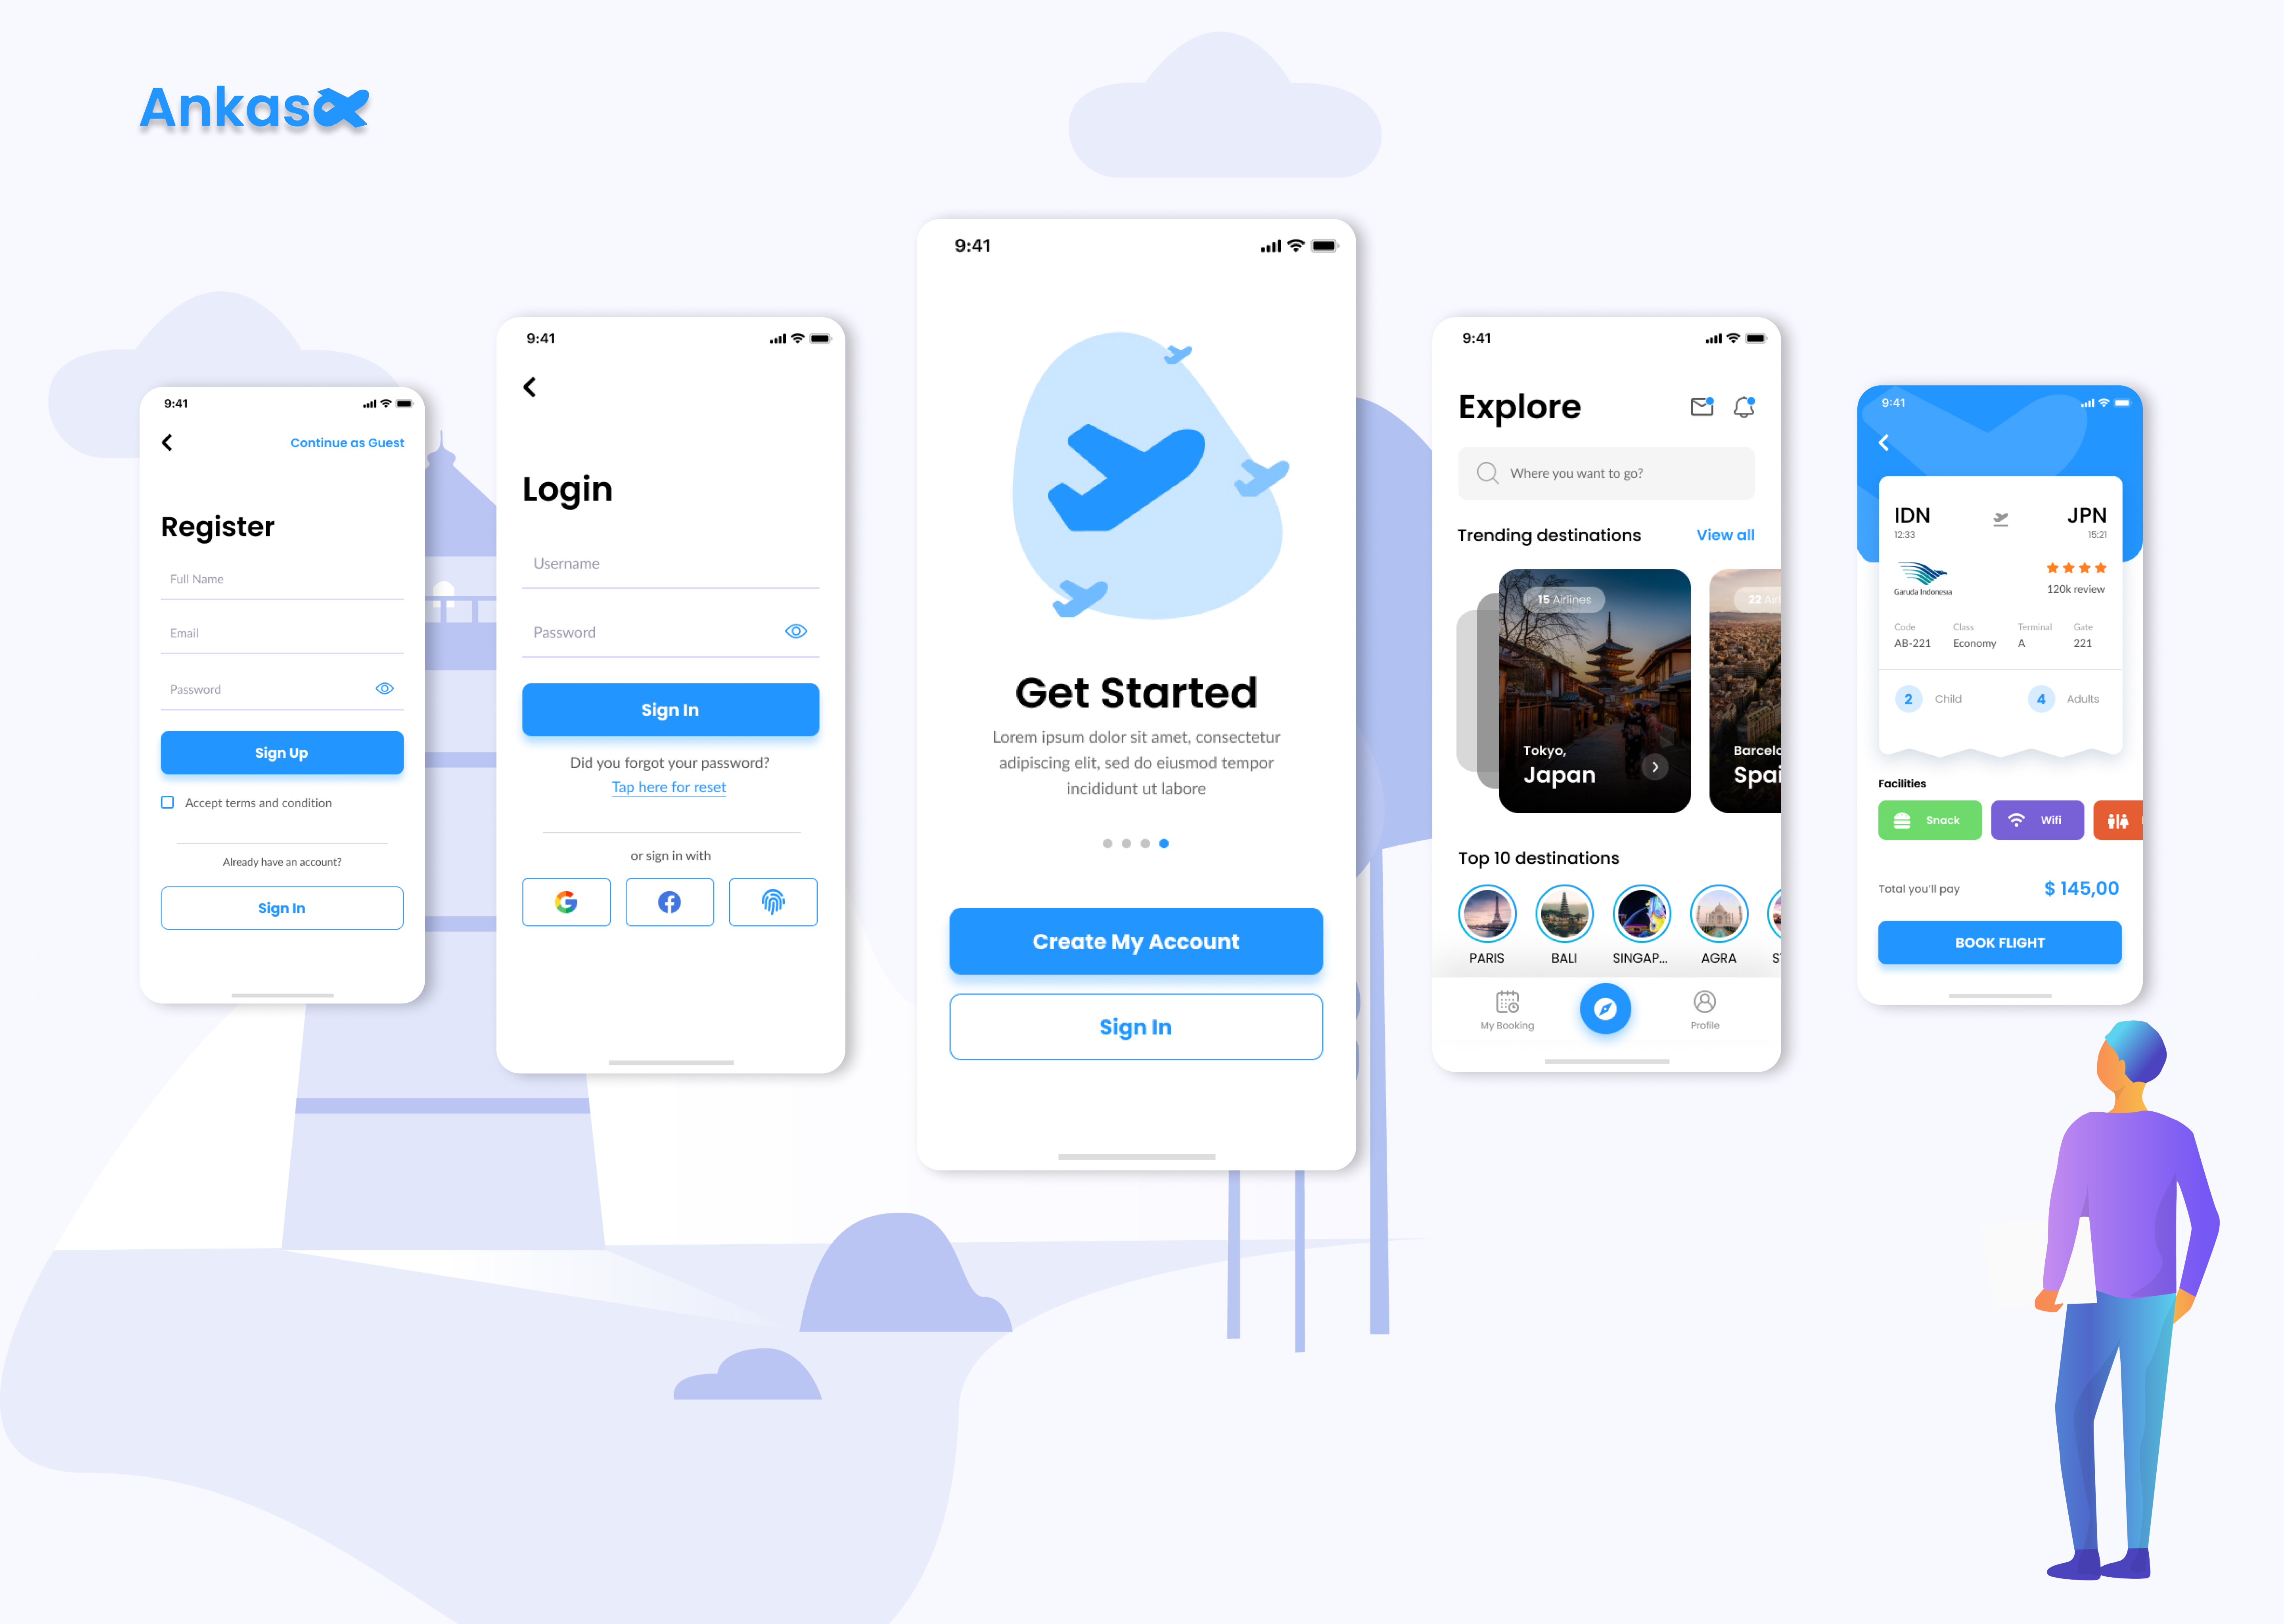 Ankasa
9:41
Continue as Guest
Register
Full Name
Email
Password
Sign Up
Accept terms and condition
Already have an account?
Sign In
9:41
Login
Username
Password
Sign In
Did you forgot your password?
Tap here for reset
or sign in with
9:41
Get Started
Lorem ipsum dolor sit amet, consectetur
adipiscing elit, sed do eiusmod tempor
incididunt ut labore
Create My Account
Sign In
9:41
Explore
Where you want to go?
Trending destinations View all
15 Airlines
22 Air
Tokyo,
Japan
Barcelo
Spai
Top 10 destinations
PARIS BALI SINGAP... AGRA
My Booking
Profile
9:41
IDN JPN
12:33 15:21
Garuda Indonesia
120k review
Code Class Terminal Gate
AB-221 Economy A 221
2 Child 4 Adults
Facilities
Snack Wifi
Total you'll pay $ 145,00
BOOK FLIGHT